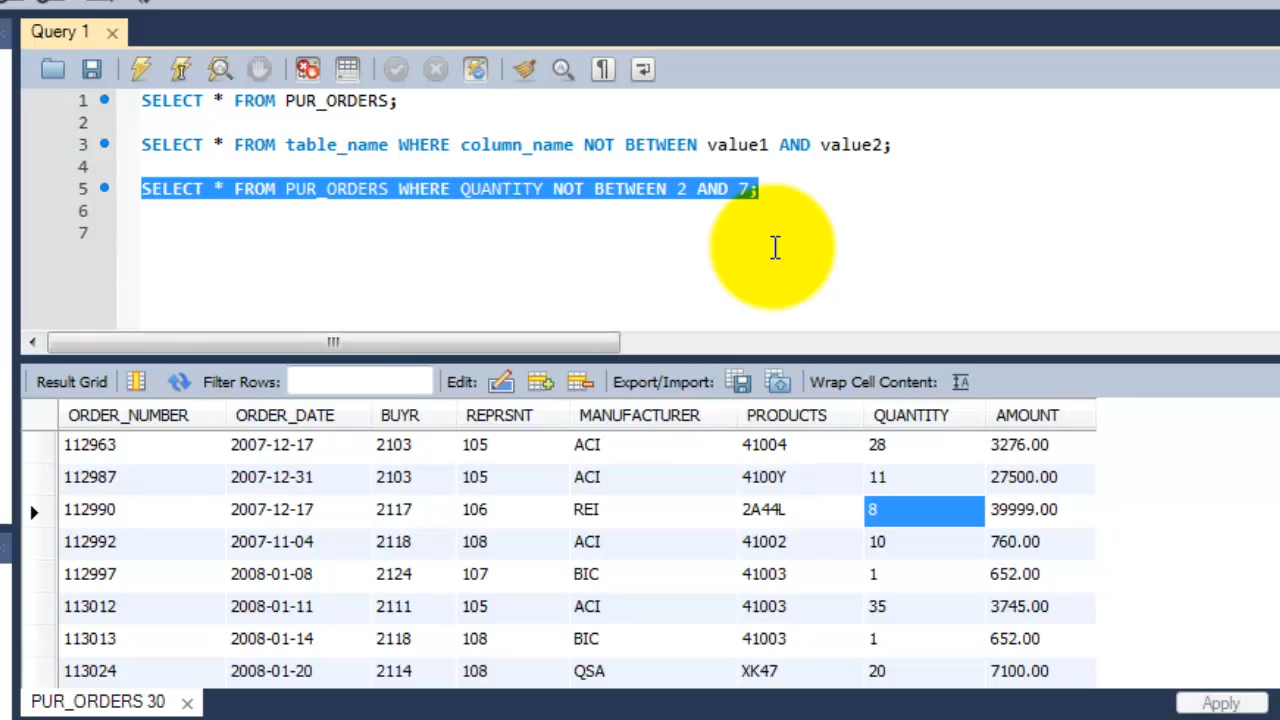 Query 1
1 SELECT * FROM PUR_ORDERS;
2
3 SELECT * FROM table_name WHERE column_name NOT BETWEEN value1 AND value2;
4
5 SELECT * FROM PUR_ORDERS WHERE QUANTITY NOT BETWEEN 2 AND 7;
6
7
Result Grid Filter Rows: Edit: Export/Import: Wrap Cell Content: IA
ORDER_NUMBER ORDER_DATE BUYR REPRSNT MANUFACTURER PRODUCTS QUANTITY AMOUNT
112963 2007-12-17 2103 105 ACI 41004 28 3276.00
112987 2007-12-31 2103 105 ACI 4100Y 11 27500.00
112990 2007-12-17 2117 106 REI 2A44L 8 39999.00
112992 2007-11-04 2118 108 ACI 41002 10 760.00
112997 2008-01-08 2124 107 BIC 41003 1 652.00
113012 2008-01-11 2111 105 ACI 41003 35 3745.00
113013 2008-01-14 2118 108 BIC 41003 1 652.00
113024 2008-01-20 2114 108 QSA XK47 20 7100.00
PUR_ORDERS 30 Apply